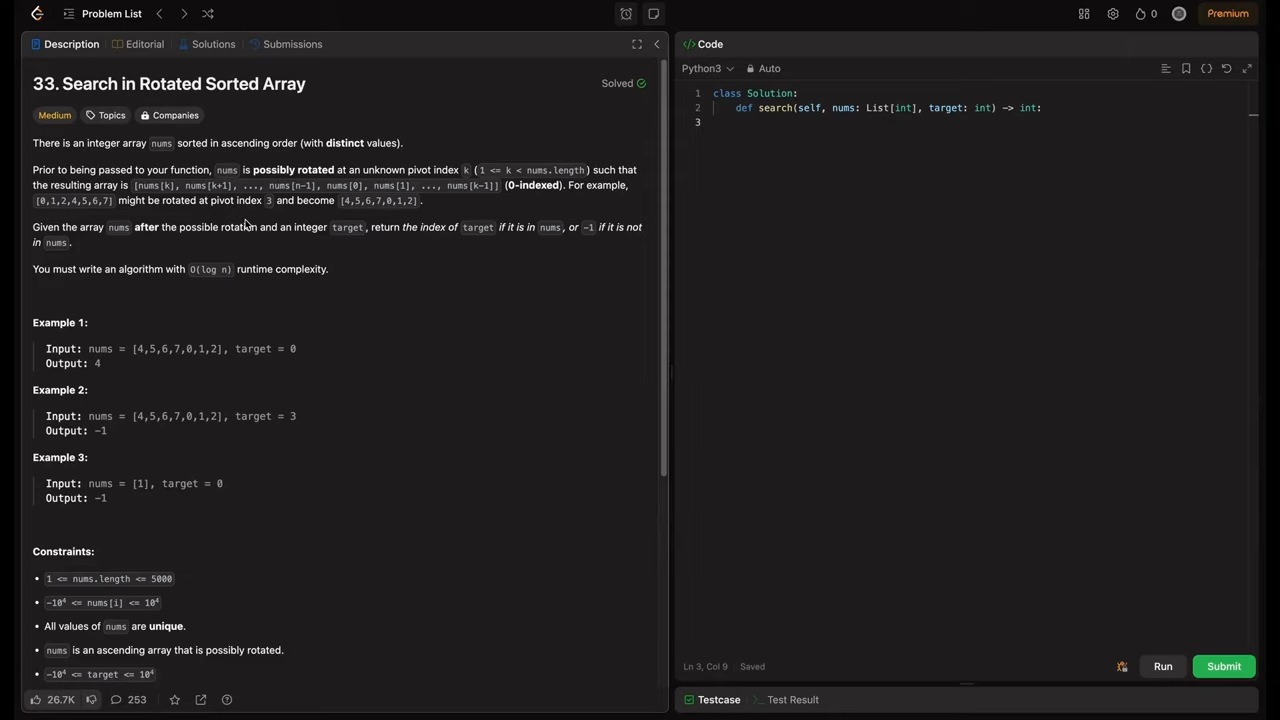 Problem List
0
Premium
Description
Editorial
Solutions
Submissions
33. Search in Rotated Sorted Array
Solved
Medium
Topics
Companies
There is an integer array nums sorted in ascending order (with distinct values).
Prior to being passed to your function, nums is possibly rotated at an unknown pivot index k (1 <= k < nums.length) such that
the resulting array is [nums[k], nums[k+1], ..., nums[n-1], nums[0], nums[1], ..., nums[k-1]] (0-indexed). For example,
[0,1,2,4,5,6,7] might be rotated at pivot index 3 and become [4,5,6,7,0,1,2].
Given the array nums after the possible rotation and an integer target, return the index of target if it is in nums, or -1 if it is not
in nums.
You must write an algorithm with O(log n) runtime complexity.
Example 1:
Input: nums = [4,5,6,7,0,1,2], target = 0
Output: 4
Example 2:
Input: nums = [4,5,6,7,0,1,2], target = 3
Output: -1
Example 3:
Input: nums = [1], target = 0
Output: -1
Constraints:
• 1 <= nums.length <= 5000
• -10⁴ <= nums[i] <= 10⁴
• All values of nums are unique.
• nums is an ascending array that is possibly rotated.
• -10⁴ <= target <= 10⁴
26.7K
253
</> Code
Python3
Auto
1 class Solution:
2 def search(self, nums: List[int], target: int) -> int:
3
Ln 3, Col 9 Saved
Run
Submit
Testcase
>_ Test Result